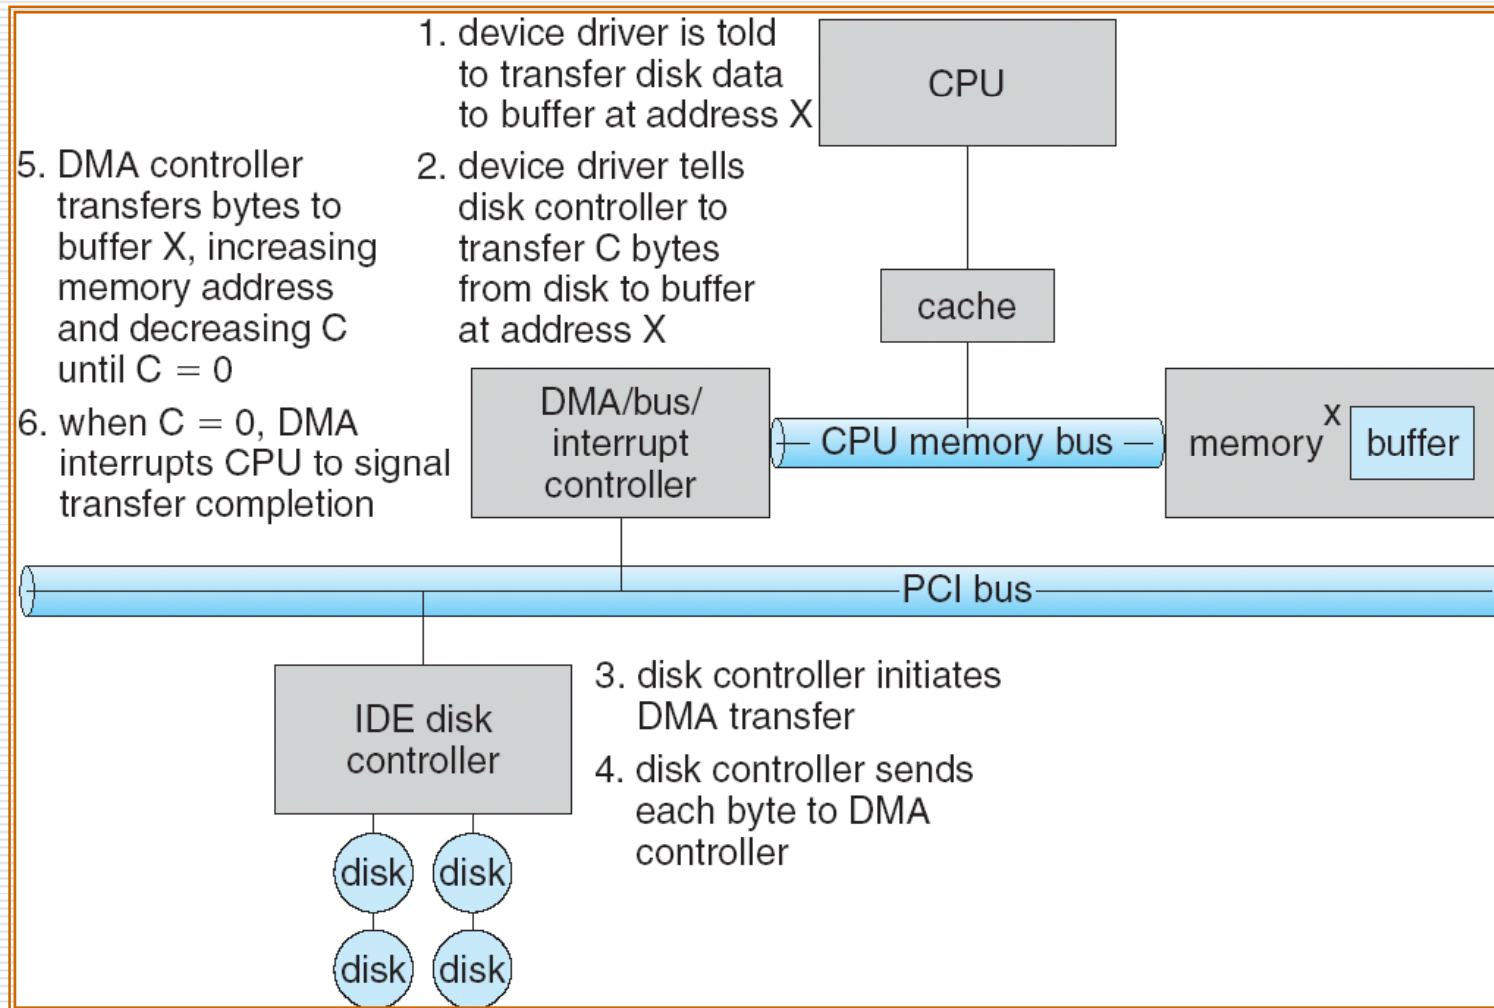 1. device driver is told
to transfer disk data
to buffer at address X
CPU
5. DMA controller
transfers bytes to
buffer X, increasing
memory address
and decreasing C
until C = 0
2. device driver tells
disk controller to
transfer C bytes
from disk to buffer
at address X
cache
6. when C = 0, DMA
interrupts CPU to signal
transfer completion
DMA/bus/
interrupt
controller
CPU memory bus
memory
X
buffer
PCI bus
IDE disk
controller
3. disk controller initiates
DMA transfer
4. disk controller sends
each byte to DMA
controller
disk
disk
disk
disk